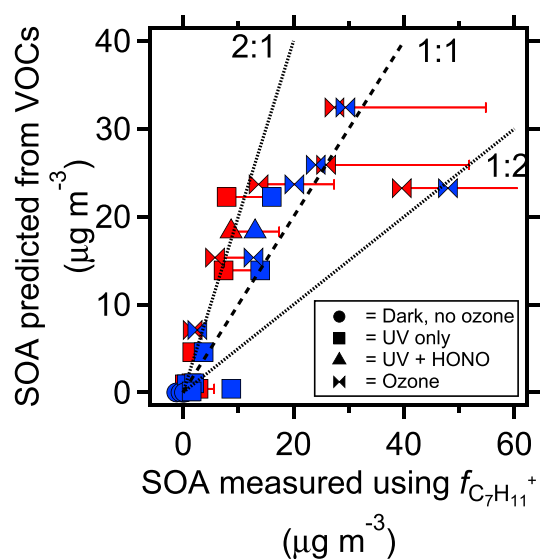 40
30
20
10
0
SOA predicted from VOCs
(μg m⁻³)
2:1
1:1
1:2
= Dark, no ozone
= UV only
= UV + HONO
= Ozone
0
20
40
60
SOA measured using f_C₇H₁₁⁺
(μg m⁻³)